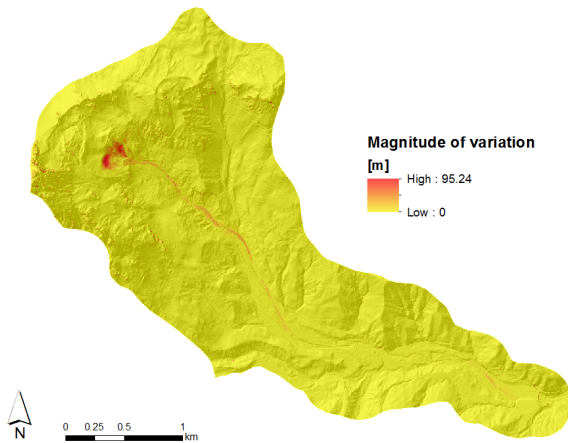 Magnitude of variation
[m]
High : 95.24
Low : 0
N
0 0.25 0.5 1
km